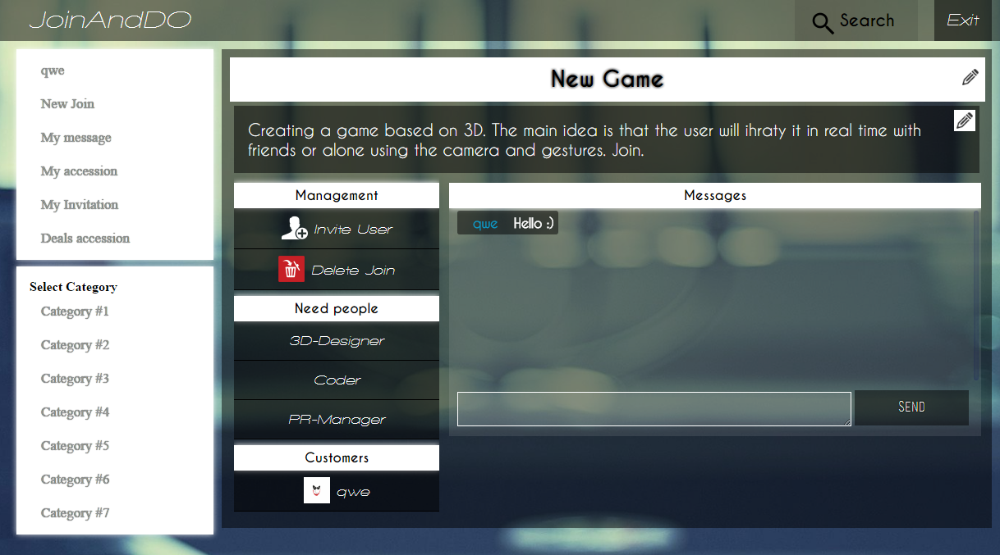 JoinAndDO
Search
Exit
qwe
New Join
My message
My accession
My Invitation
Deals accession
Select Category
Category #1
Category #2
Category #3
Category #4
Category #5
Category #6
Category #7
New Game
Creating a game based on 3D. The main idea is that the user will ihraty it in real time with
friends or alone using the camera and gestures. Join.
Management
Invite User
Delete Join
Need people
3D-Designer
Coder
PR-Manager
Customers
qwe
Messages
qwe Hello :)
SEND